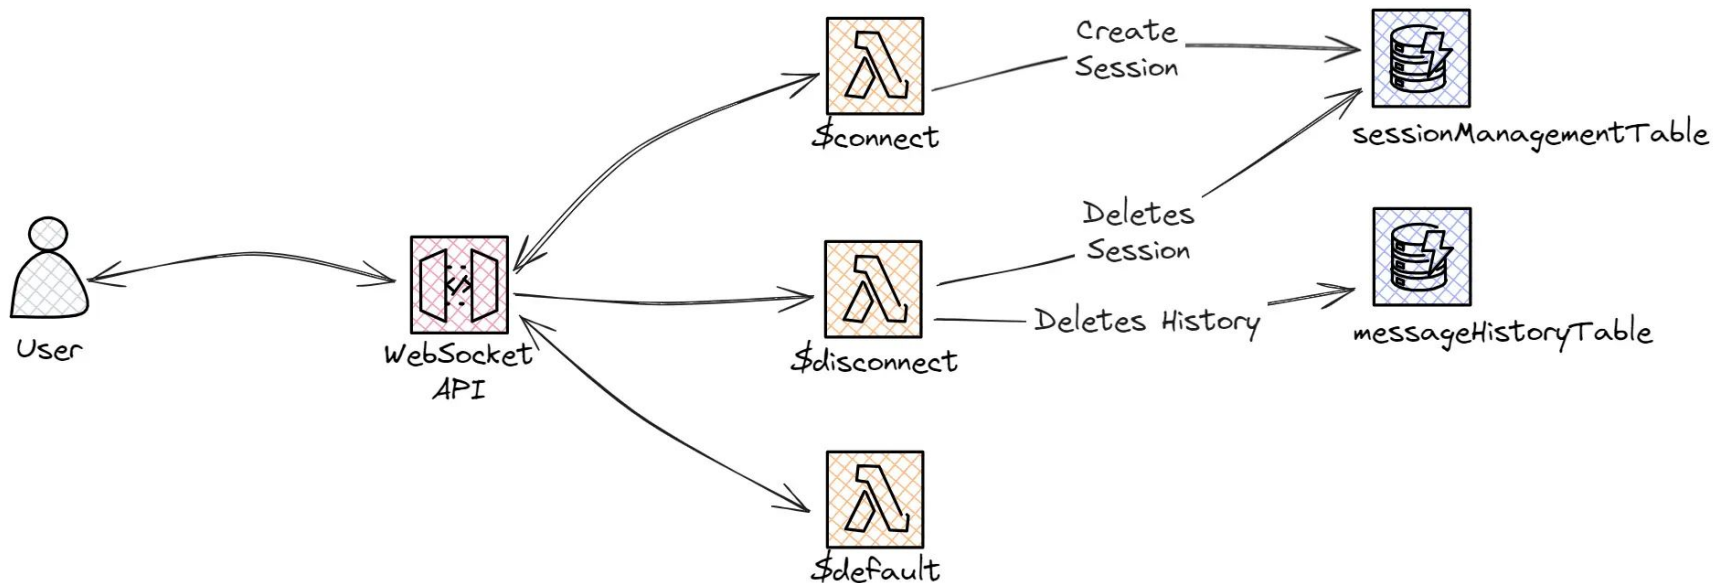 Create
Session
$connect
sessionManagementTable
Deletes
Session
Deletes History
User
WebSocket
API
$disconnect
messageHistoryTable
$default